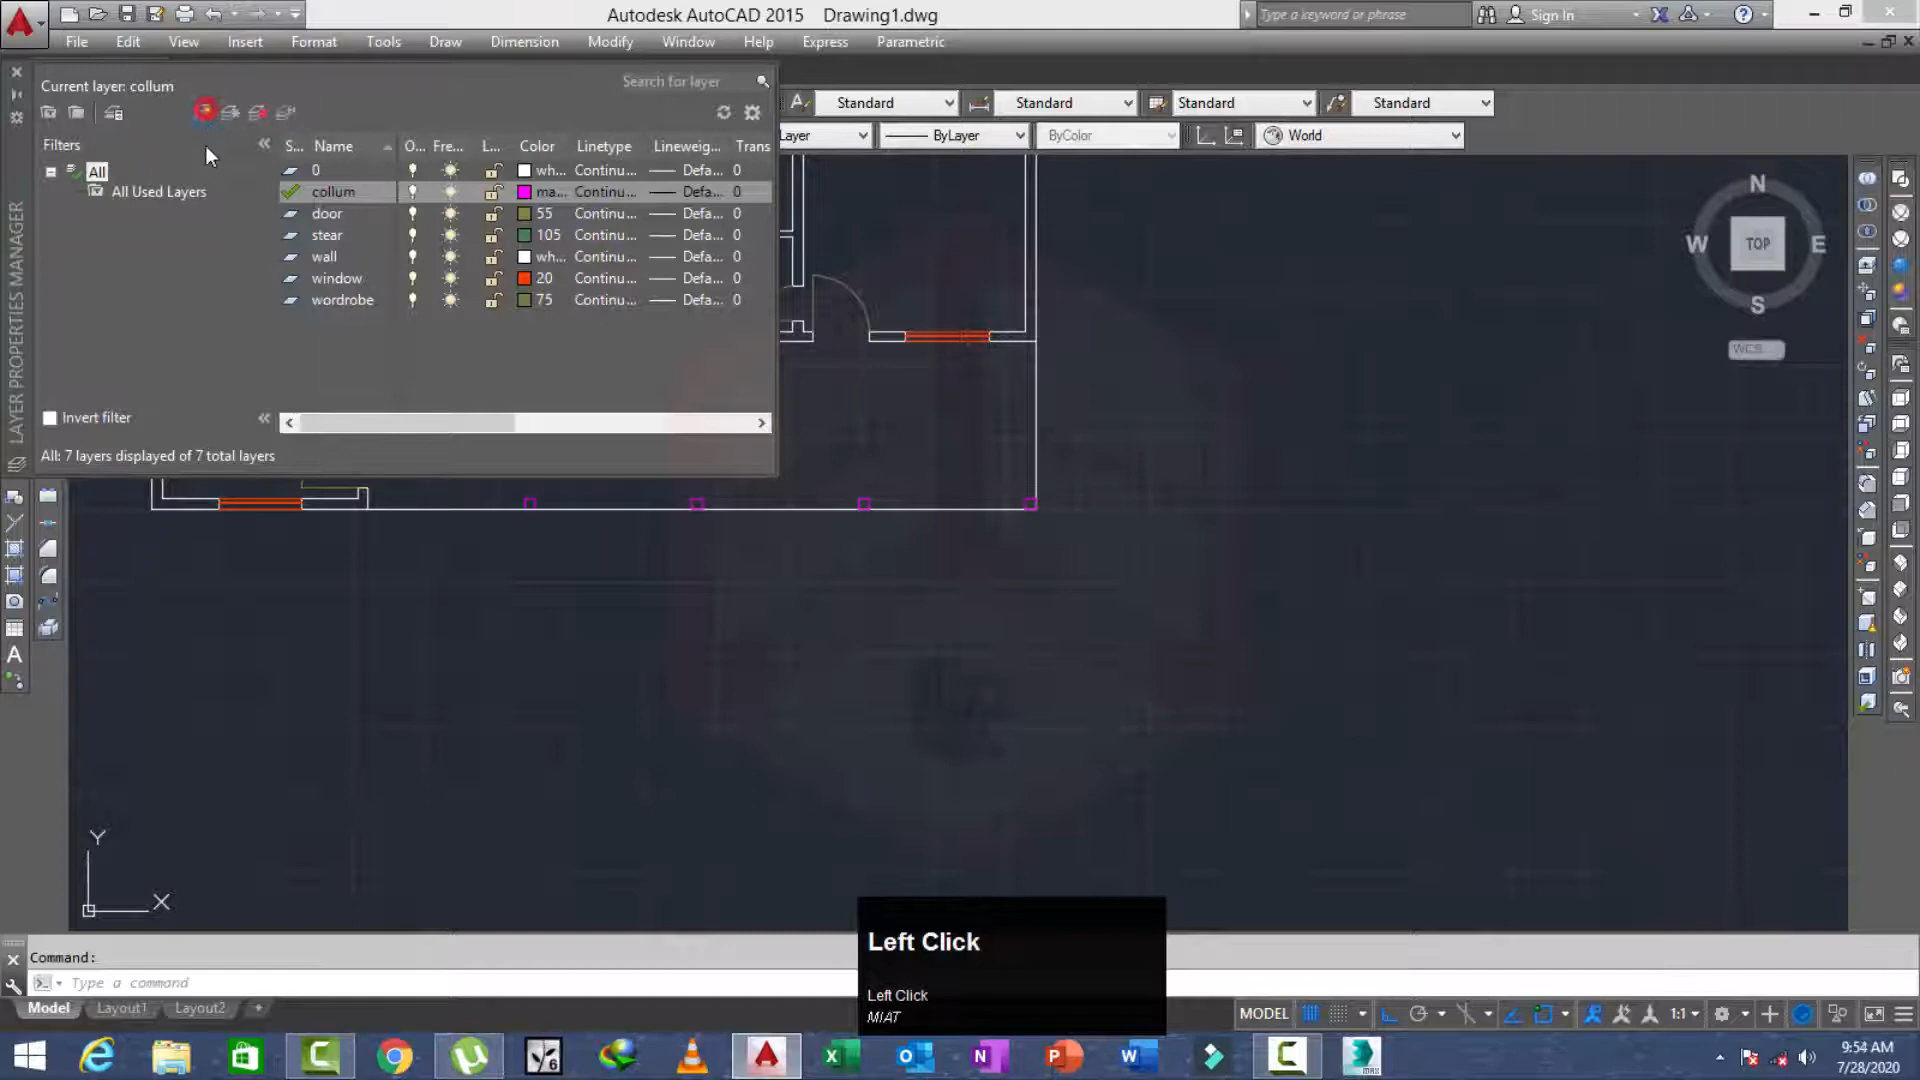 Autodesk AutoCAD 2015 Drawing1.dwg
Type a keyword or phrase
Sign In
File Edit View Insert Format Tools Draw Dimension Modify Window Help Express Parametric
Current layer: collum
Search for layer
Standard Standard Standard Standard
Layer ByLayer ByColor World
Filters
S... Name O... Fre... L... Color Linetype Lineweig... Trans
All
All Used Layers
0 wh... Continu... Defa... 0
collum ma... Continu... Defa... 0
door 55 Continu... Defa... 0
stear 105 Continu... Defa... 0
wall wh... Continu... Defa... 0
window 20 Continu... Defa... 0
wordrobe 75 Continu... Defa... 0
Invert filter
All: 7 layers displayed of 7 total layers
LAYER PROPERTIES MANAGER
N
W TOP E
S
WCS
Y
X
A
Left Click
Left Click
MIAT
Command:
Type a command
Model Layout1 Layout2 +
MODEL 1:1
9:54 AM
7/28/2020